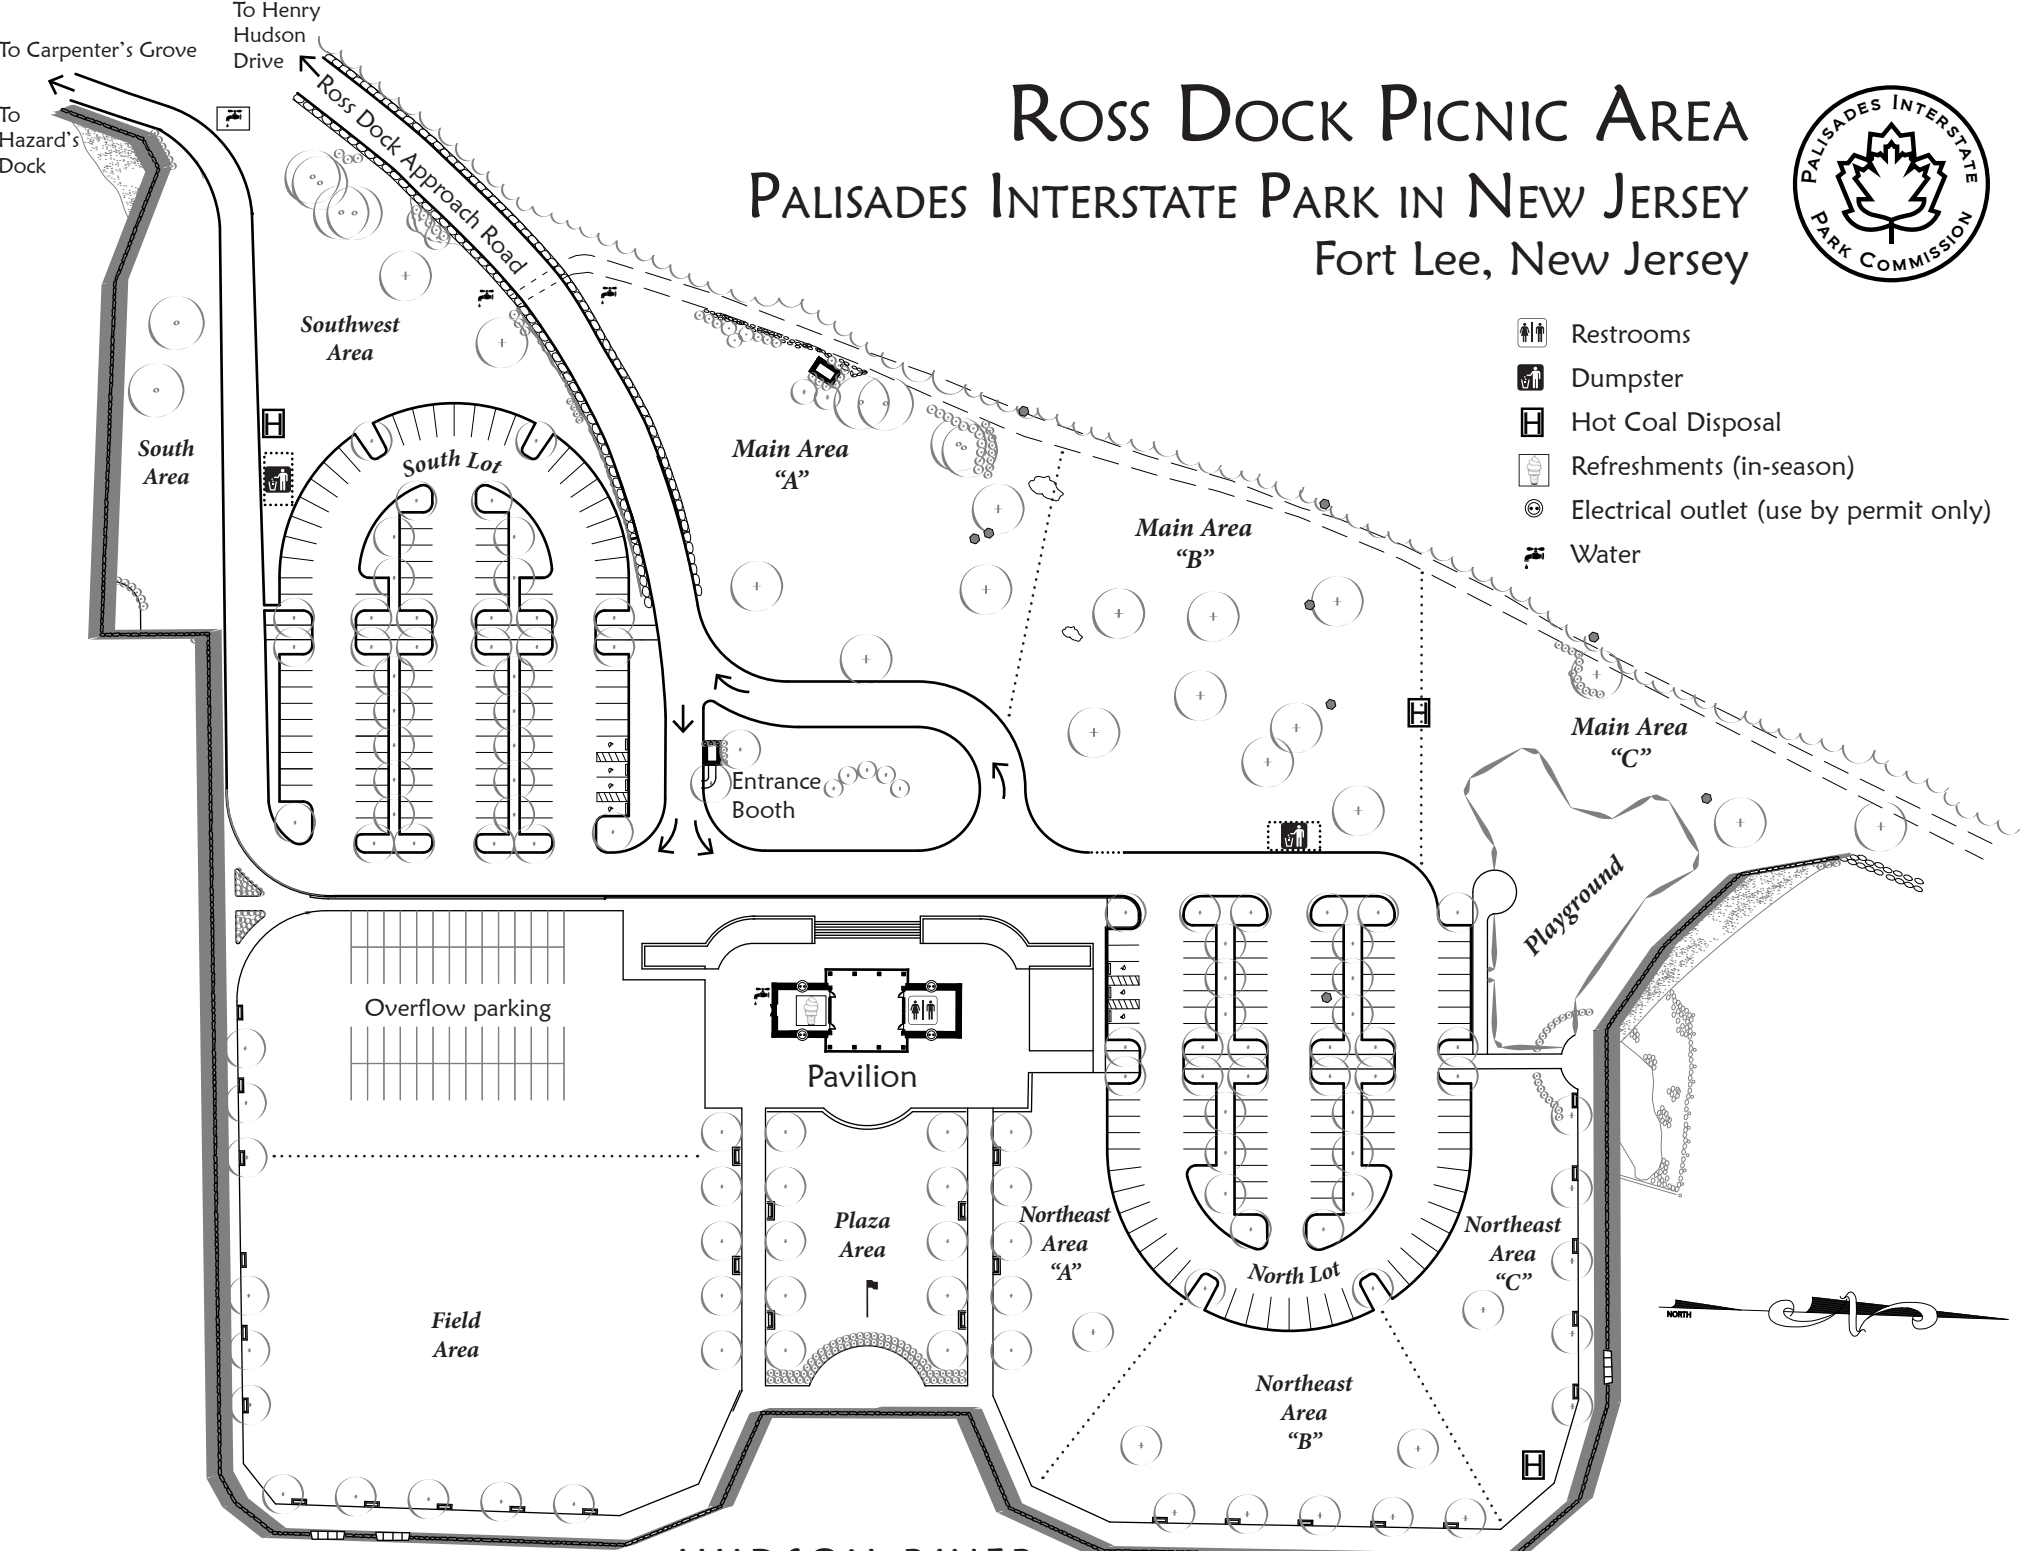 To Henry
Hudson
Drive
To Carpenter's Grove
To
Hazard's
Dock
Ross Dock Approach Road
Ross Dock Picnic Area
Palisades Interstate Park in New Jersey
Fort Lee, New Jersey
Palisades Interstate
Park Commission
Restrooms
Dumpster
H
Hot Coal Disposal
Refreshments (in-season)
Electrical outlet (use by permit only)
Water
Southwest
Area
South
Area
H
South Lot
Main Area
“A”
Main Area
“B”
H
Main Area
“C”
Entrance
Booth
Playground
Overflow parking
Pavilion
Plaza
Area
Field
Area
Northeast
Area
“A”
North Lot
Northeast
Area
“C”
Northeast
Area
“B”
H
NORTH
HUDSON RIVER